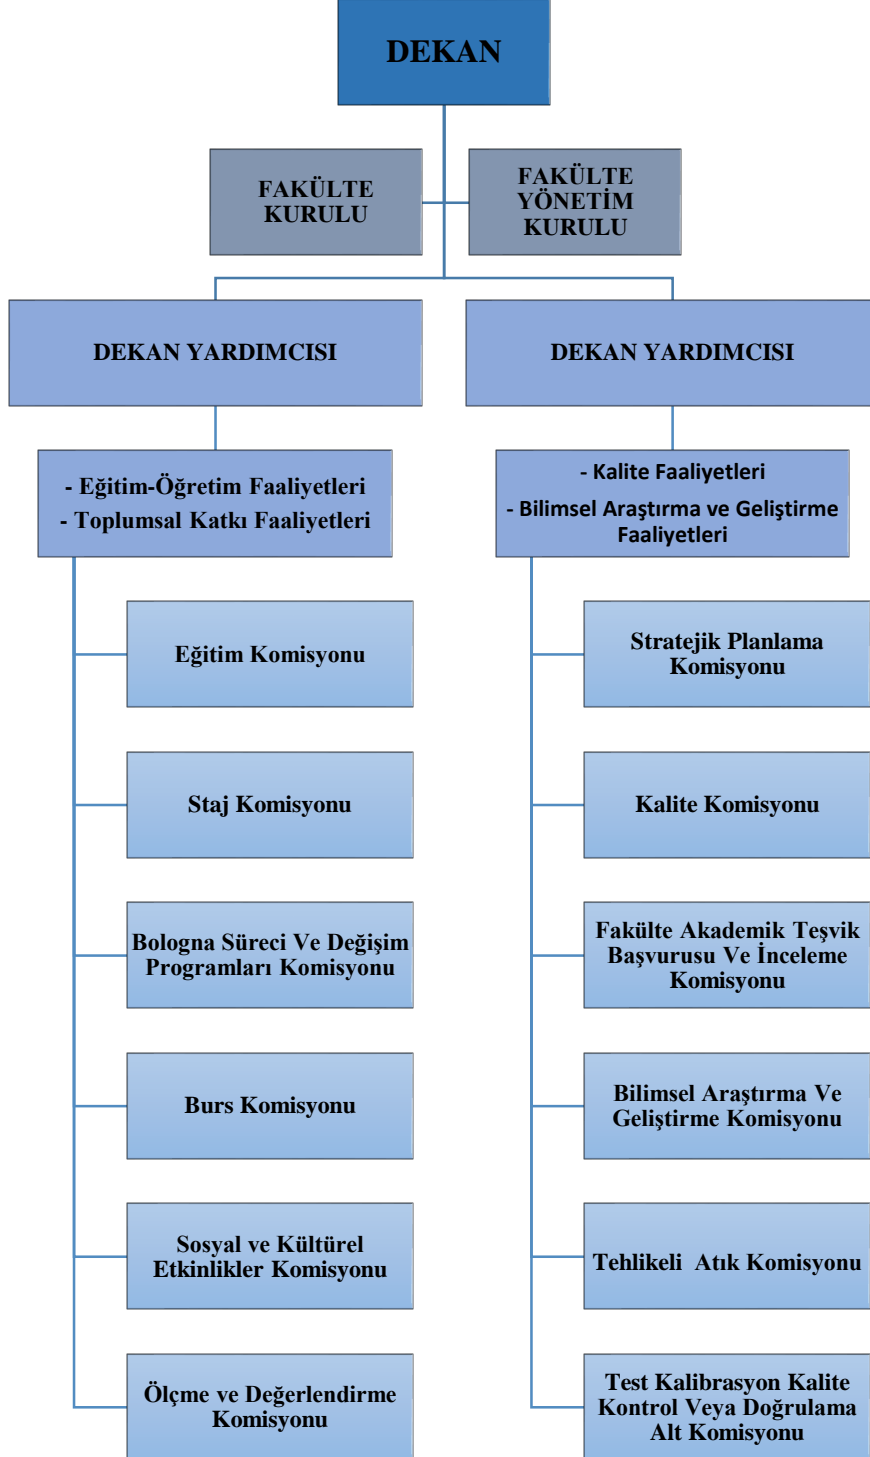 DEKAN
FAKÜLTE
KURULU
FAKÜLTE
YÖNETİM
KURULU
DEKAN YARDIMCISI
DEKAN YARDIMCISI
- Eğitim-Öğretim Faaliyetleri
- Toplumsal Katkı Faaliyetleri
- Kalite Faaliyetleri
- Bilimsel Araştırma ve Geliştirme
Faaliyetleri
Eğitim Komisyonu
Staj Komisyonu
Bologna Süreci Ve Değişim
Programları Komisyonu
Burs Komisyonu
Sosyal ve Kültürel
Etkinlikler Komisyonu
Ölçme ve Değerlendirme
Komisyonu
Stratejik Planlama
Komisyonu
Kalite Komisyonu
Fakülte Akademik Teşvik
Başvurusu Ve İnceleme
Komisyonu
Bilimsel Araştırma Ve
Geliştirme Komisyonu
Tehlikeli Atık Komisyonu
Test Kalibrasyon Kalite
Kontrol Veya Doğrulama
Alt Komisyonu